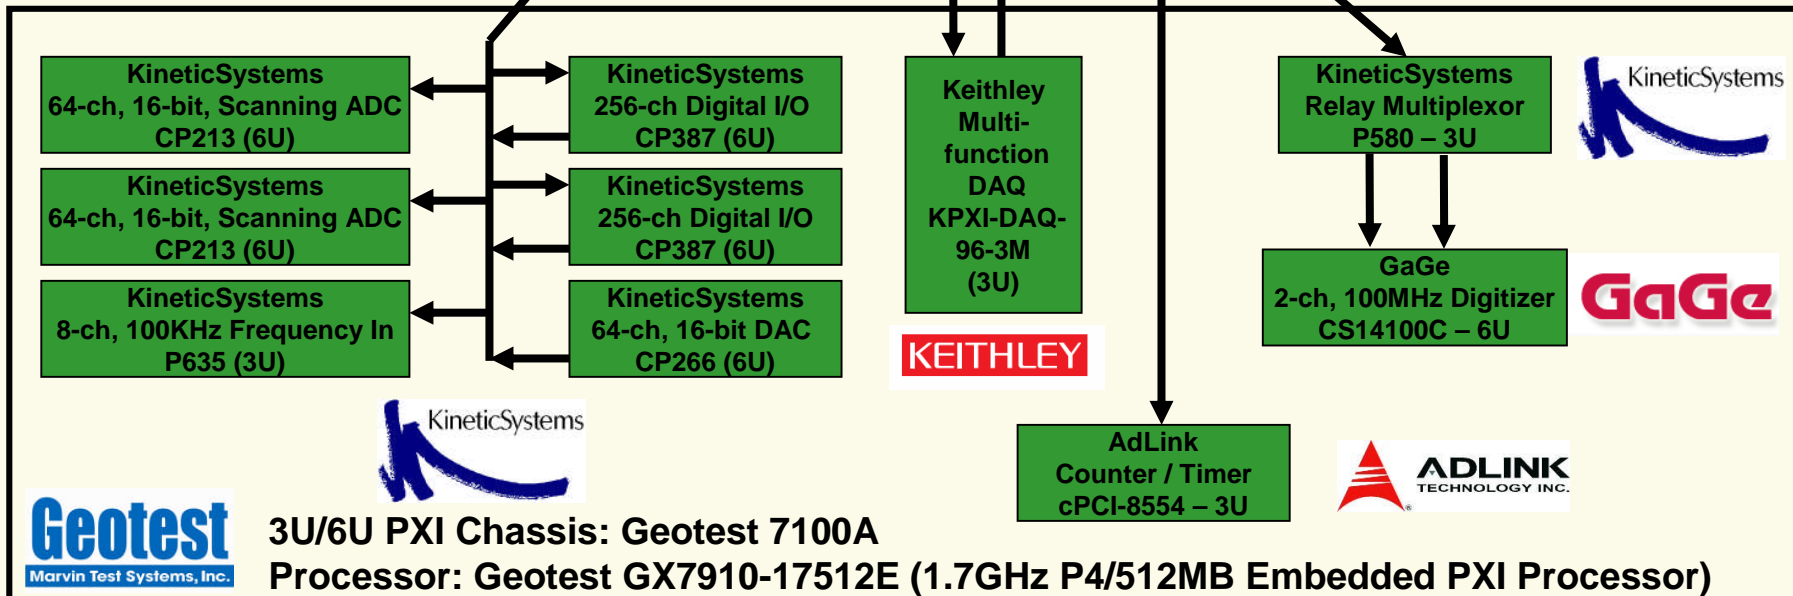 KineticSystems
64-ch, 16-bit, Scanning ADC
CP213 (6U)
KineticSystems
256-ch Digital I/O
CP387 (6U)
Keithley
Multi-
function
DAQ
KPXI-DAQ-
96-3M
(3U)
KineticSystems
Relay Multiplexor
P580 – 3U
KineticSystems
KineticSystems
64-ch, 16-bit, Scanning ADC
CP213 (6U)
KineticSystems
256-ch Digital I/O
CP387 (6U)
GaGe
2-ch, 100MHz Digitizer
CS14100C – 6U
GaGe
KineticSystems
8-ch, 100KHz Frequency In
P635 (3U)
KineticSystems
64-ch, 16-bit DAC
CP266 (6U)
KEITHLEY
KineticSystems
AdLink
Counter / Timer
cPCI-8554 – 3U
ADLINK
TECHNOLOGY INC.
Geotest
Marvin Test Systems, Inc.
3U/6U PXI Chassis: Geotest 7100A
Processor: Geotest GX7910-17512E (1.7GHz P4/512MB Embedded PXI Processor)